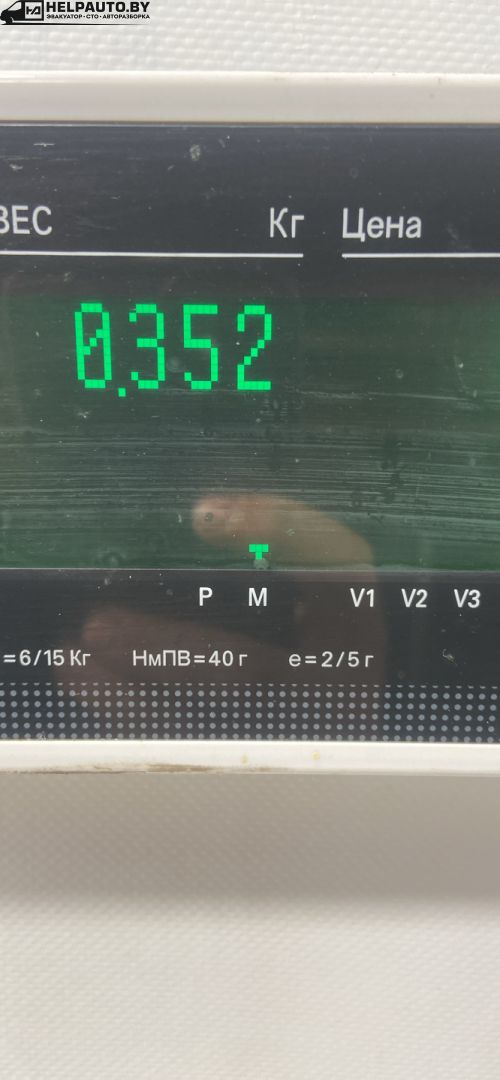 HELPAUTO.BY
ЭВАКУАТОР • СТО • АВТОРАЗБОРКА
ВЕС Кг Цена
0.352
P M V1 V2 V3
=6/15 Кг НмПВ=40 г e=2/5 г